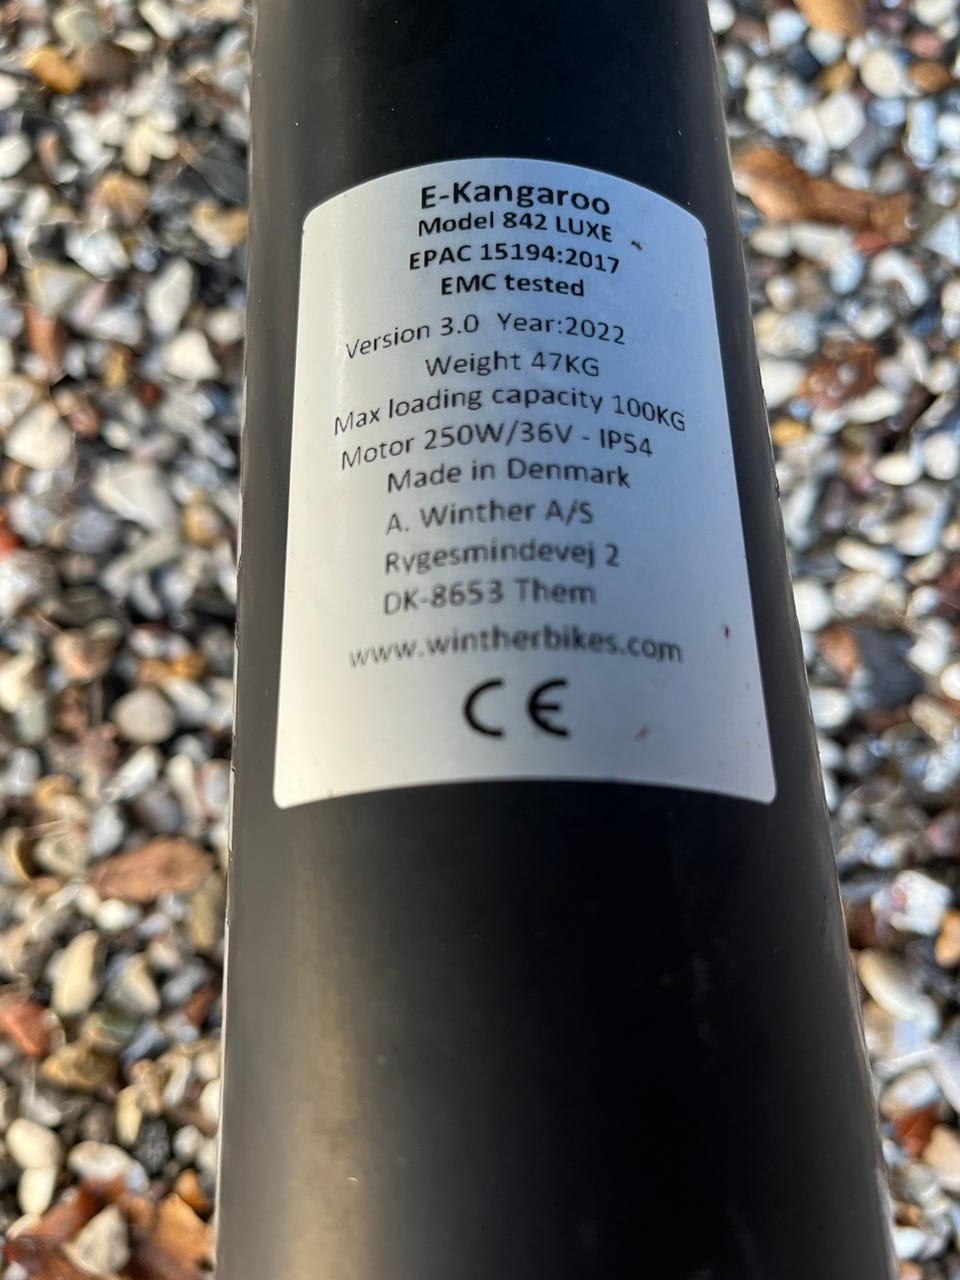 E-Kangaroo
Model 842 LUXE
EPAC 15194:2017
EMC tested
Version 3.0 Year:2022
Weight 47KG
Max loading capacity 100KG
Motor 250W/36V - IP54
Made in Denmark
A. Winther A/S
Rygesmindevej 2
DK-8653 Them
www.wintherbikes.com
CE